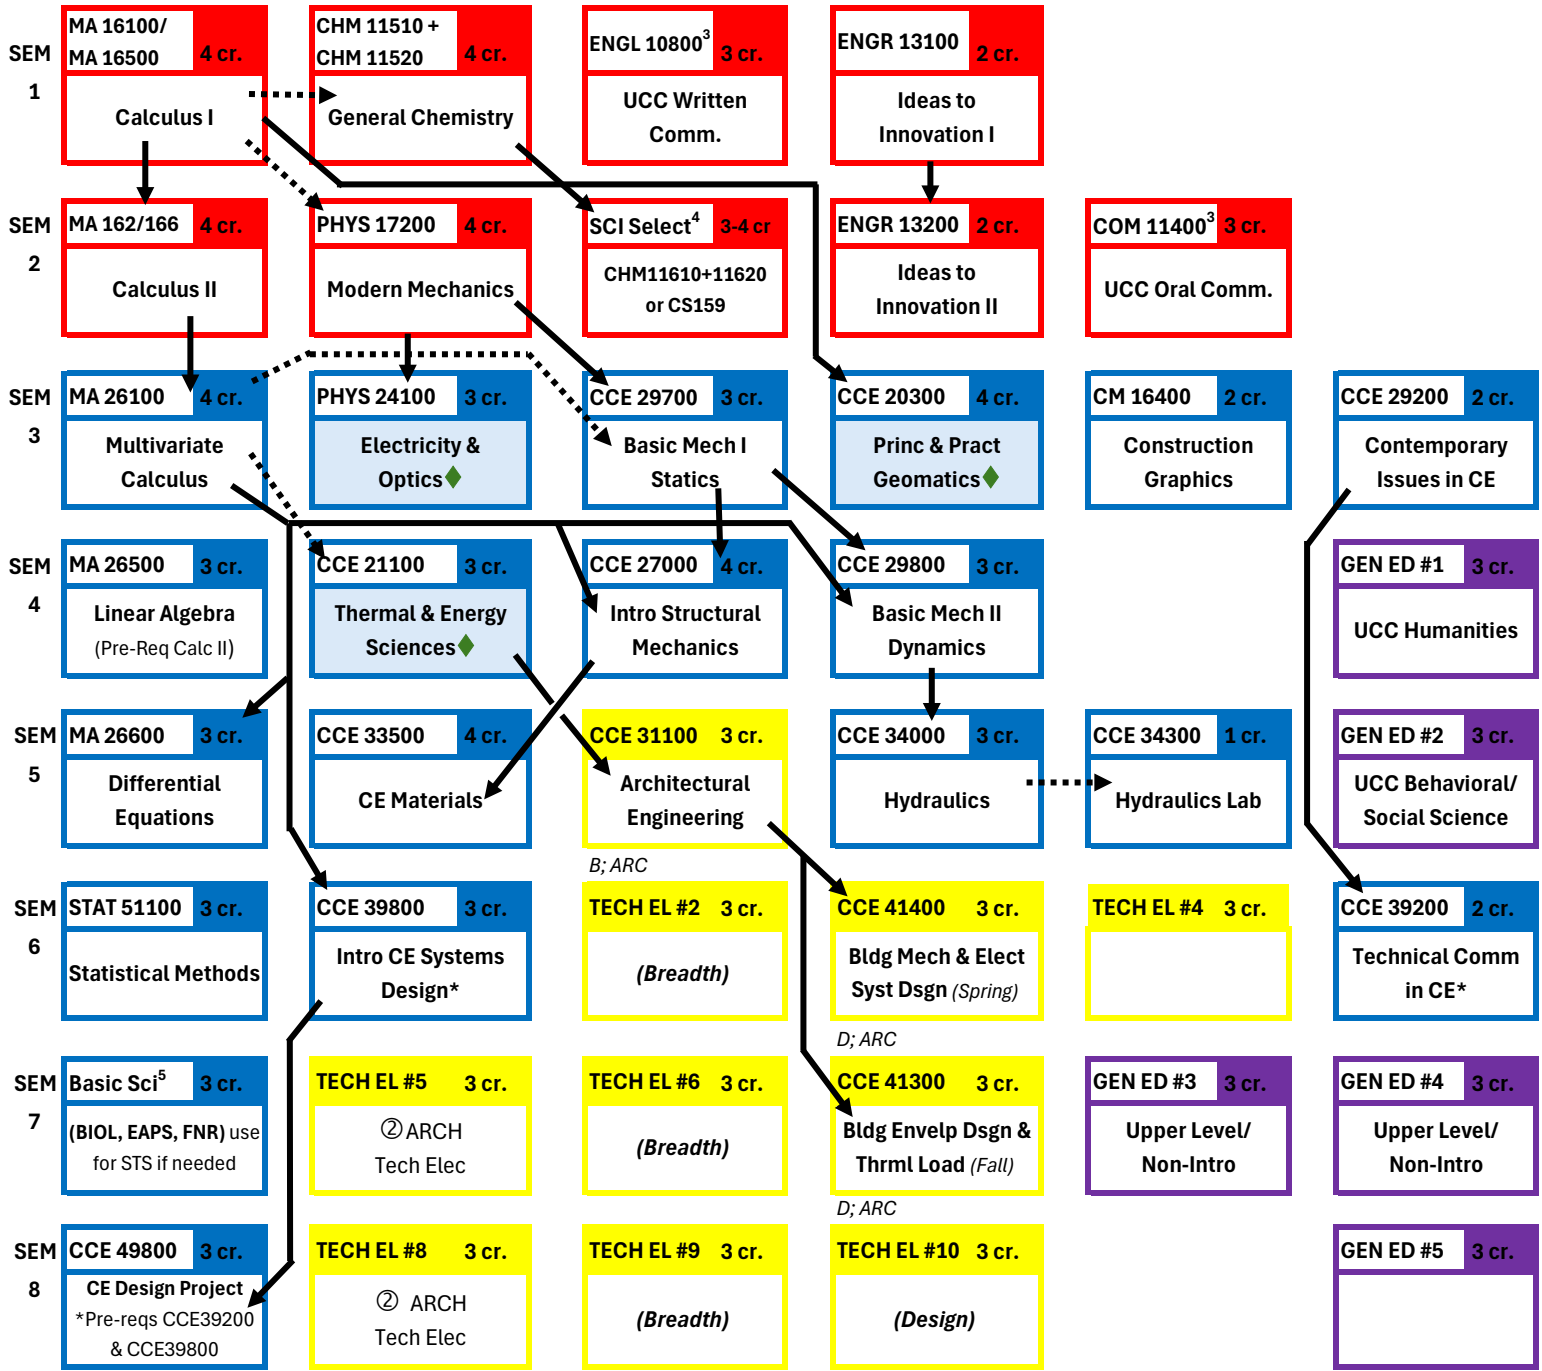 SEM
1
MA 16100/
MA 16500
4 cr.
Calculus I
CHM 11510 +
CHM 11520
4 cr.
General Chemistry
ENGL 10800³
3 cr.
UCC Written
Comm.
ENGR 13100
2 cr.
Ideas to
Innovation I
SEM
2
MA 162/166
4 cr.
Calculus II
PHYS 17200
4 cr.
Modern Mechanics
SCI Select⁴
3-4 cr
CHM11610+11620
or CS159
ENGR 13200
2 cr.
Ideas to
Innovation II
COM 11400³
3 cr.
UCC Oral Comm.
SEM
3
MA 26100
4 cr.
Multivariate
Calculus
PHYS 24100
3 cr.
Electricity &
Optics♦
CCE 29700
3 cr.
Basic Mech I
Statics
CCE 20300
4 cr.
Princ & Pract
Geomatics♦
CM 16400
2 cr.
Construction
Graphics
CCE 29200
2 cr.
Contemporary
Issues in CE
SEM
4
MA 26500
3 cr.
Linear Algebra
(Pre-Req Calc II)
CCE 21100
3 cr.
Thermal & Energy
Sciences♦
CCE 27000
4 cr.
Intro Structural
Mechanics
CCE 29800
3 cr.
Basic Mech II
Dynamics
GEN ED #1
3 cr.
UCC Humanities
SEM
5
MA 26600
3 cr.
Differential
Equations
CCE 33500
4 cr.
CE Materials
CCE 31100
3 cr.
Architectural
Engineering
B; ARC
CCE 34000
3 cr.
Hydraulics
CCE 34300
1 cr.
Hydraulics Lab
GEN ED #2
3 cr.
UCC Behavioral/
Social Science
SEM
6
STAT 51100
3 cr.
Statistical Methods
CCE 39800
3 cr.
Intro CE Systems
Design*
TECH EL #2
3 cr.
(Breadth)
CCE 41400
3 cr.
Bldg Mech & Elect
Syst Dsgn (Spring)
D; ARC
TECH EL #4
3 cr.
CCE 39200
2 cr.
Technical Comm
in CE*
SEM
7
Basic Sci⁵
3 cr.
(BIOL, EAPS, FNR) use
for STS if needed
TECH EL #5
3 cr.
②ARCH
Tech Elec
TECH EL #6
3 cr.
(Breadth)
CCE 41300
3 cr.
Bldg Envelp Dsgn &
Thrml Load (Fall)
D; ARC
GEN ED #3
3 cr.
Upper Level/
Non-Intro
GEN ED #4
3 cr.
Upper Level/
Non-Intro
SEM
8
CCE 49800
3 cr.
CE Design Project
*Pre-reqs CCE39200
& CCE39800
TECH EL #8
3 cr.
② ARCH
Tech Elec
TECH EL #9
3 cr.
(Breadth)
TECH EL #10
3 cr.
(Design)
GEN ED #5
3 cr.